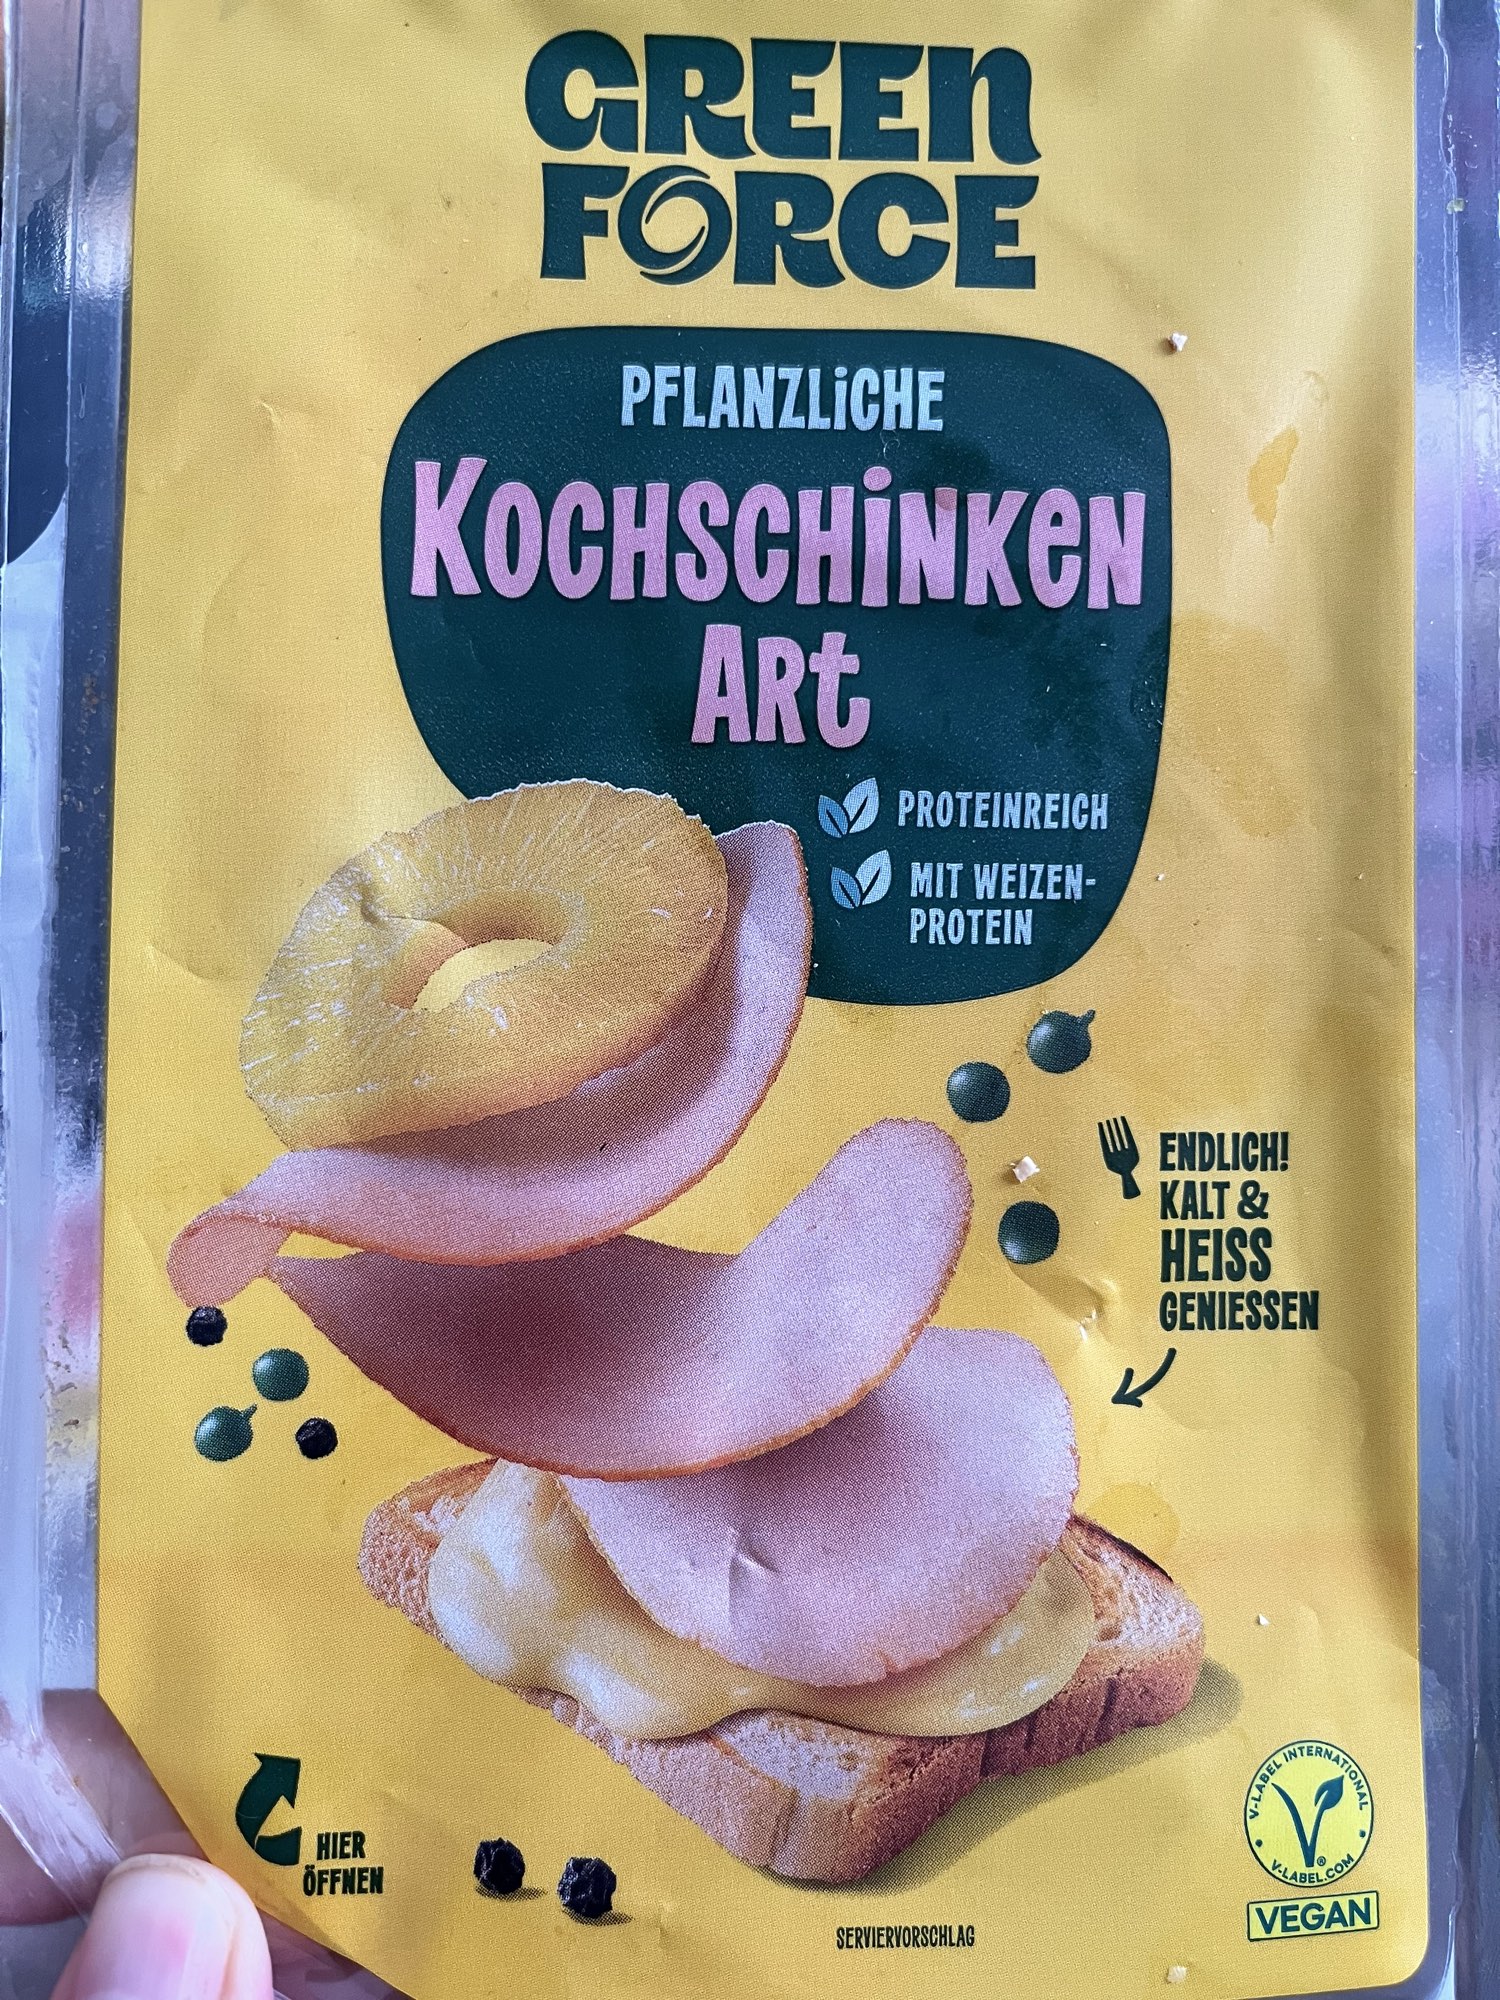 GREEN
FORCE
PFLANZLiCHE
KOCHSCHiNKEN
ARt
PROTEINREICH
MIT WEIZEN-
PROTEIN
ENDLICH!
KALT &
HEISS
GENIESSEN
HIER
ÖFFNEN
SERVIERVORSCHLAG
V-LABEL INTERNATIONAL
®
V-LABEL.COM
VEGAN